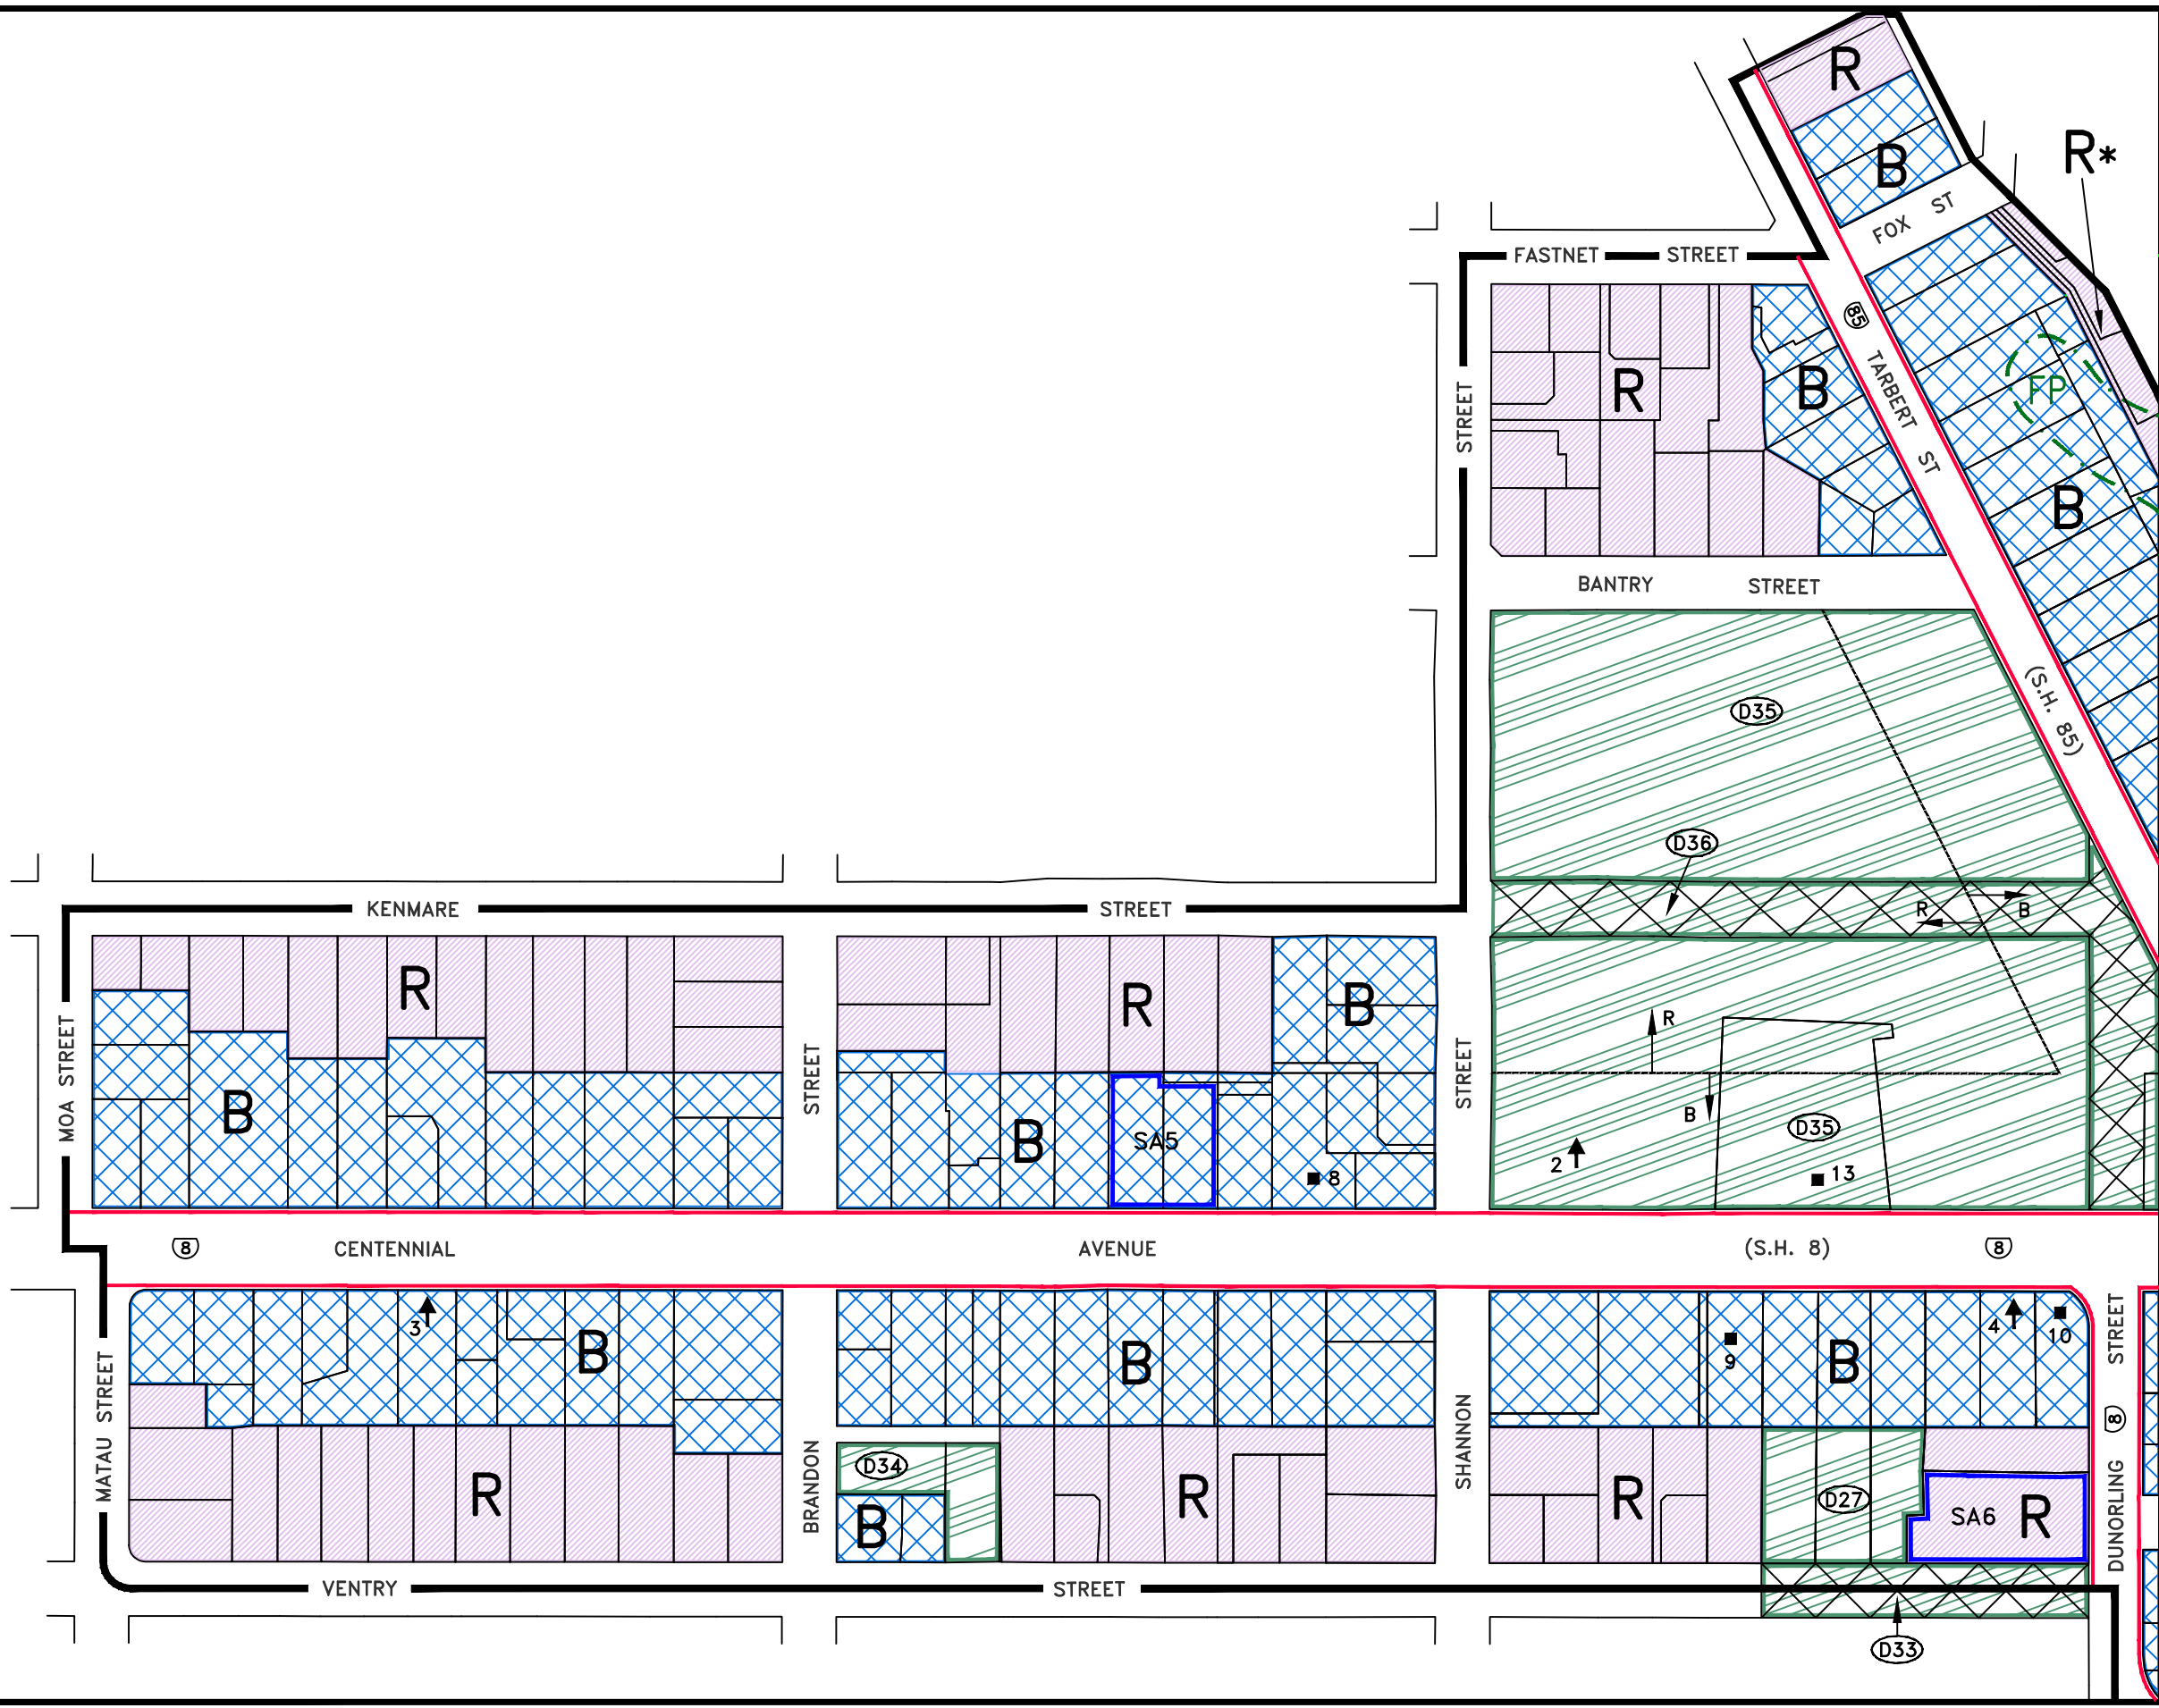 R
B
R*
FOX ST
FASTNET STREET
85
TARBERT ST
R
B
FP
STREET
B
BANTRY STREET
(S.H. 85)
D35
D36
R
B
KENMARE STREET
R
R
B
R
MOA STREET
B
STREET
B
SA5
8
STREET
B
D35
2
13
8
CENTENNIAL AVENUE
(S.H. 8)
8
3
B
B
9
B
4
10
STREET
MATAU STREET
R
BRANDON
D34
B
R
SHANNON
R
D27
SA6
R
8
DUNORLING
VENTRY STREET
D33